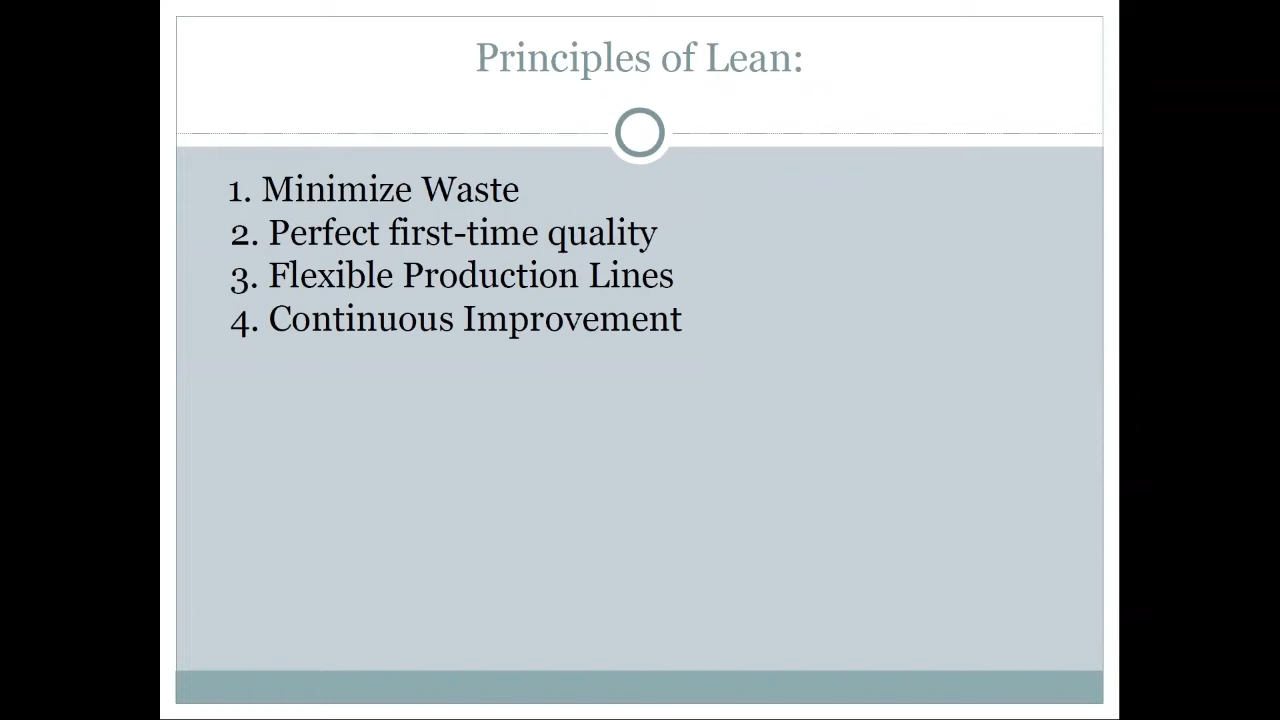 Principles of Lean:
1. Minimize Waste
2. Perfect first-time quality
3. Flexible Production Lines
4. Continuous Improvement